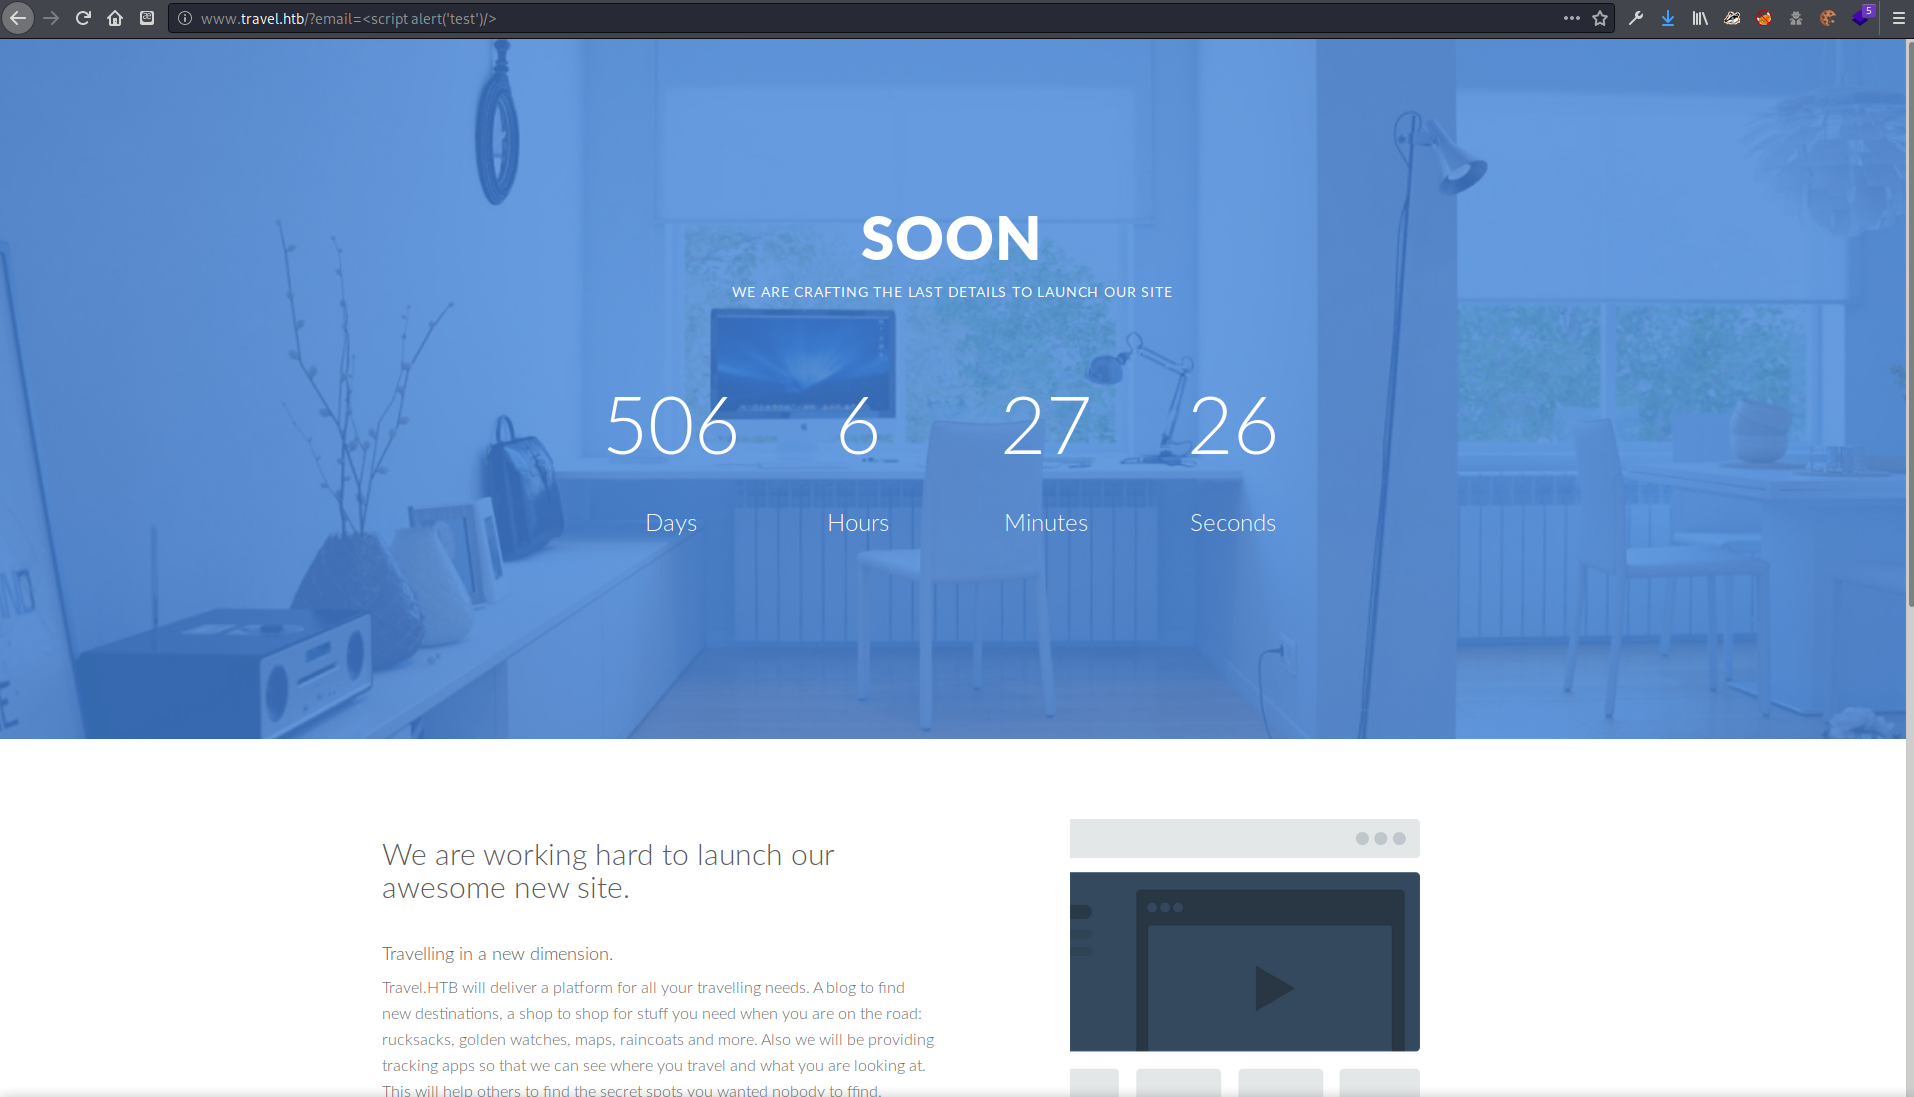 www.travel.htb/?email=<script alert('test')/>
5
SOON
WE ARE CRAFTING THE LAST DETAILS TO LAUNCH OUR SITE
506 6 27 26
Days Hours Minutes Seconds
We are working hard to launch our
awesome new site.
Travelling in a new dimension.
Travel.HTB will deliver a platform for all your travelling needs. A blog to find
new destinations, a shop to shop for stuff you need when you are on the road:
rucksacks, golden watches, maps, raincoats and more. Also we will be providing
tracking apps so that we can see where you travel and what you are looking at.
This will help others to find the secret spots you wanted nobody to ffind.